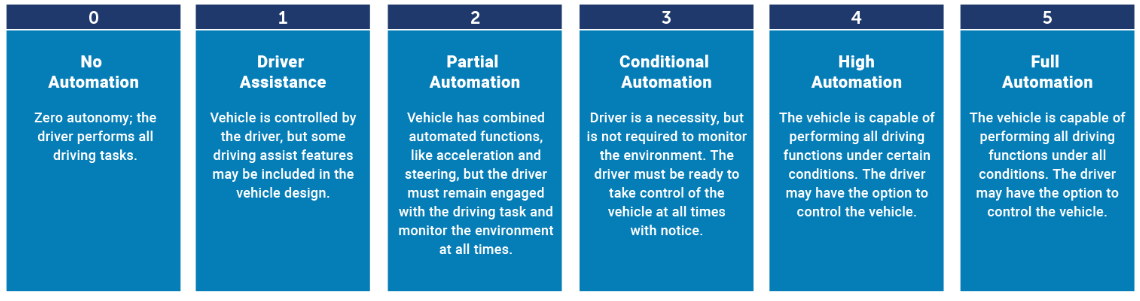 0
No
Automation
Zero autonomy; the
driver performs all
driving tasks.
1
Driver
Assistance
Vehicle is controlled by
the driver, but some
driving assist features
may be included in the
vehicle design.
2
Partial
Automation
Vehicle has combined
automated functions,
like acceleration and
steering, but the driver
must remain engaged
with the driving task and
monitor the environment
at all times.
3
Conditional
Automation
Driver is a necessity, but
is not required to monitor
the environment. The
driver must be ready to
take control of the
vehicle at all times
with notice.
4
High
Automation
The vehicle is capable of
performing all driving
functions under certain
conditions. The driver
may have the option to
control the vehicle.
5
Full
Automation
The vehicle is capable of
performing all driving
functions under all
conditions. The driver
may have the option to
control the vehicle.